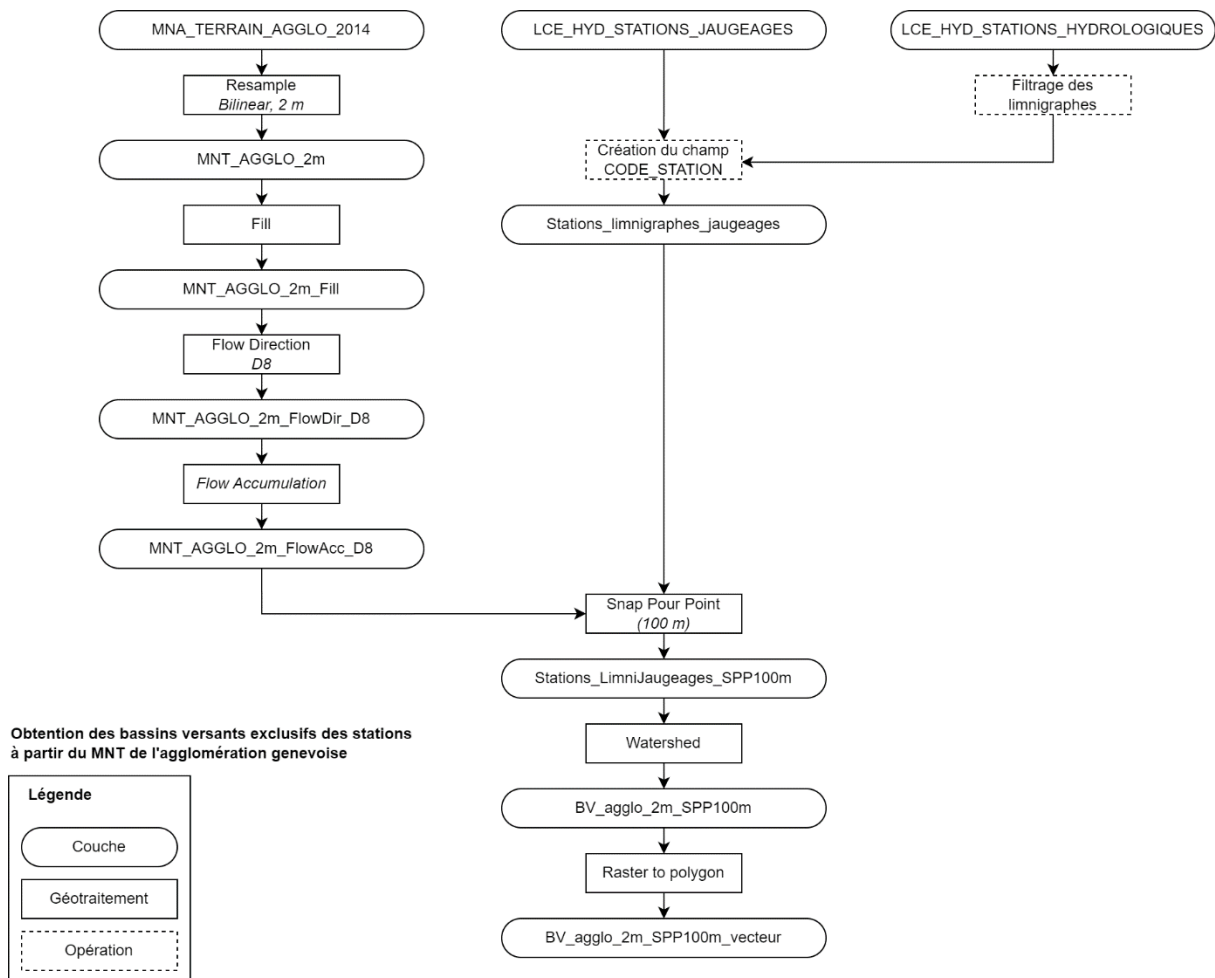 MNA_TERRAIN_AGGLO_2014
LCE_HYD_STATIONS_JAUGEAGES
LCE_HYD_STATIONS_HYDROLOGIQUES
Resample
Bilinear, 2 m
Filtrage des
limnigraphes
MNT_AGGLO_2m
Création du champ
CODE_STATION
Fill
Stations_limnigraphes_jaugeages
MNT_AGGLO_2m_Fill
Flow Direction
D8
MNT_AGGLO_2m_FlowDir_D8
Flow Accumulation
MNT_AGGLO_2m_FlowAcc_D8
Snap Pour Point
(100 m)
Stations_LimniJaugeages_SPP100m
Watershed
BV_agglo_2m_SPP100m
Raster to polygon
BV_agglo_2m_SPP100m_vecteur
Obtention des bassins versants exclusifs des stations
à partir du MNT de l'agglomération genevoise
Légende
Couche
Géotraitement
Opération